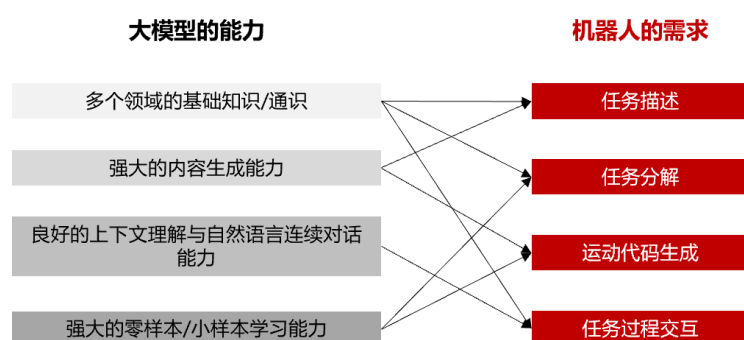 大模型的能力
机器人的需求
多个领域的基础知识/通识
任务描述
强大的内容生成能力
任务分解
良好的上下文理解与自然语言连续对话
能力
运动代码生成
强大的零样本/小样本学习能力
任务过程交互